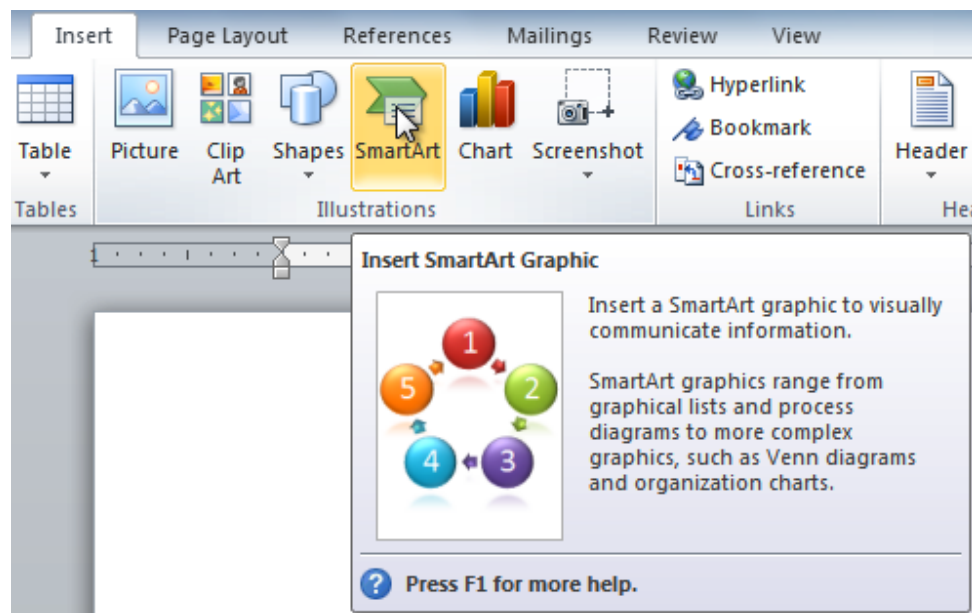 Insert Page Layout References Mailings Review View
Table
Picture
Clip
Art
Shapes
SmartArt
Chart
Screenshot
Hyperlink
Bookmark
Cross-reference
Header
Tables
Illustrations
Links
Hea
1
Insert SmartArt Graphic
1
2
3
4
5
Insert a SmartArt graphic to visually
communicate information.
SmartArt graphics range from
graphical lists and process
diagrams to more complex
graphics, such as Venn diagrams
and organization charts.
? Press F1 for more help.